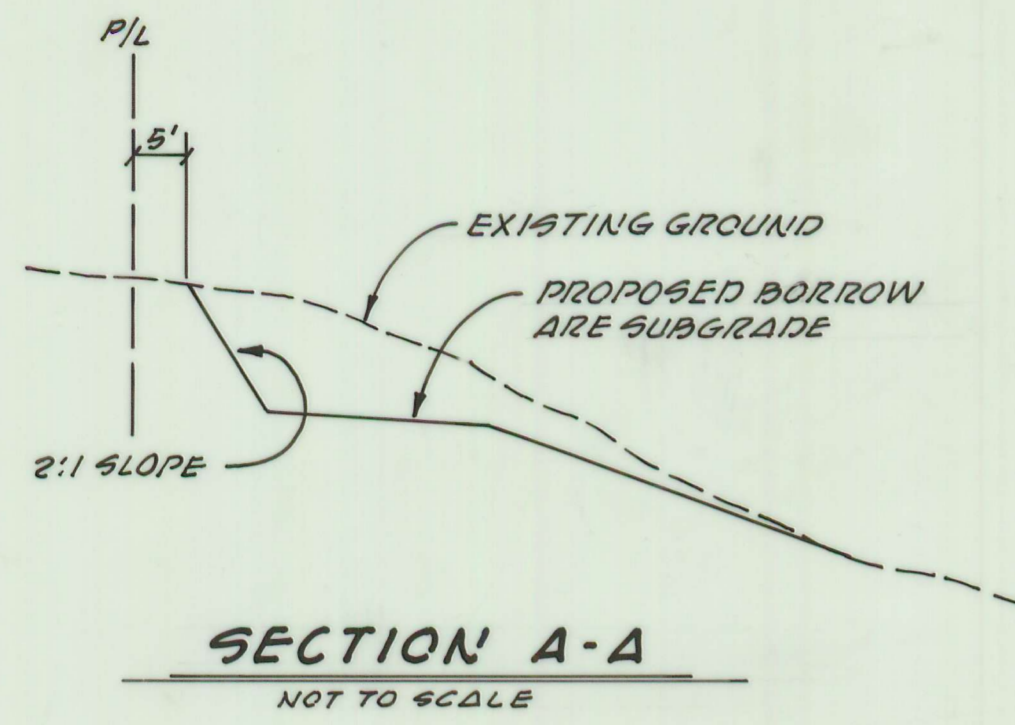 P/L
5'
EXISTING GROUND
PROPOSED BORROW
ARE SUBGRADE
2:1 SLOPE
SECTION A-A
NOT TO SCALE